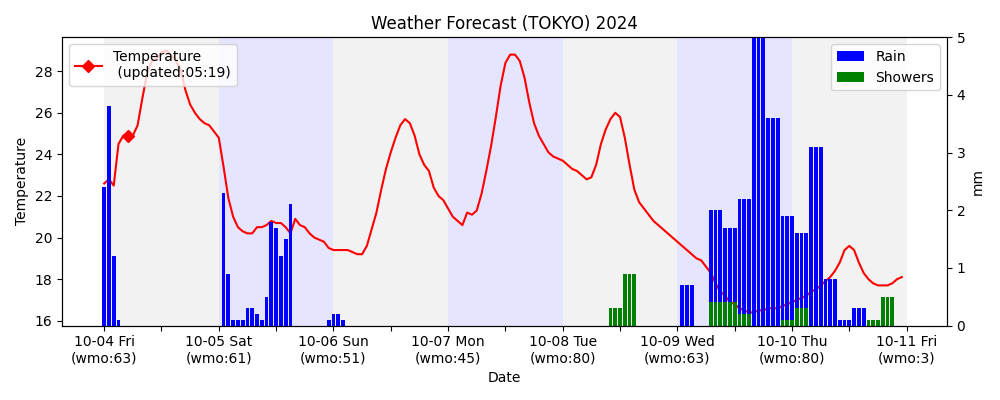 Weather Forecast (TOKYO) 2024
Temperature
(updated:05:19)
Rain
Showers
Temperature
28
26
24
22
20
18
16
5
4
3
2
1
0
mm
10-04 Fri
(wmo:63)
10-05 Sat
(wmo:61)
10-06 Sun
(wmo:51)
10-07 Mon
(wmo:45)
10-08 Tue
(wmo:80)
10-09 Wed
(wmo:63)
10-10 Thu
(wmo:80)
10-11 Fri
(wmo:3)
Date